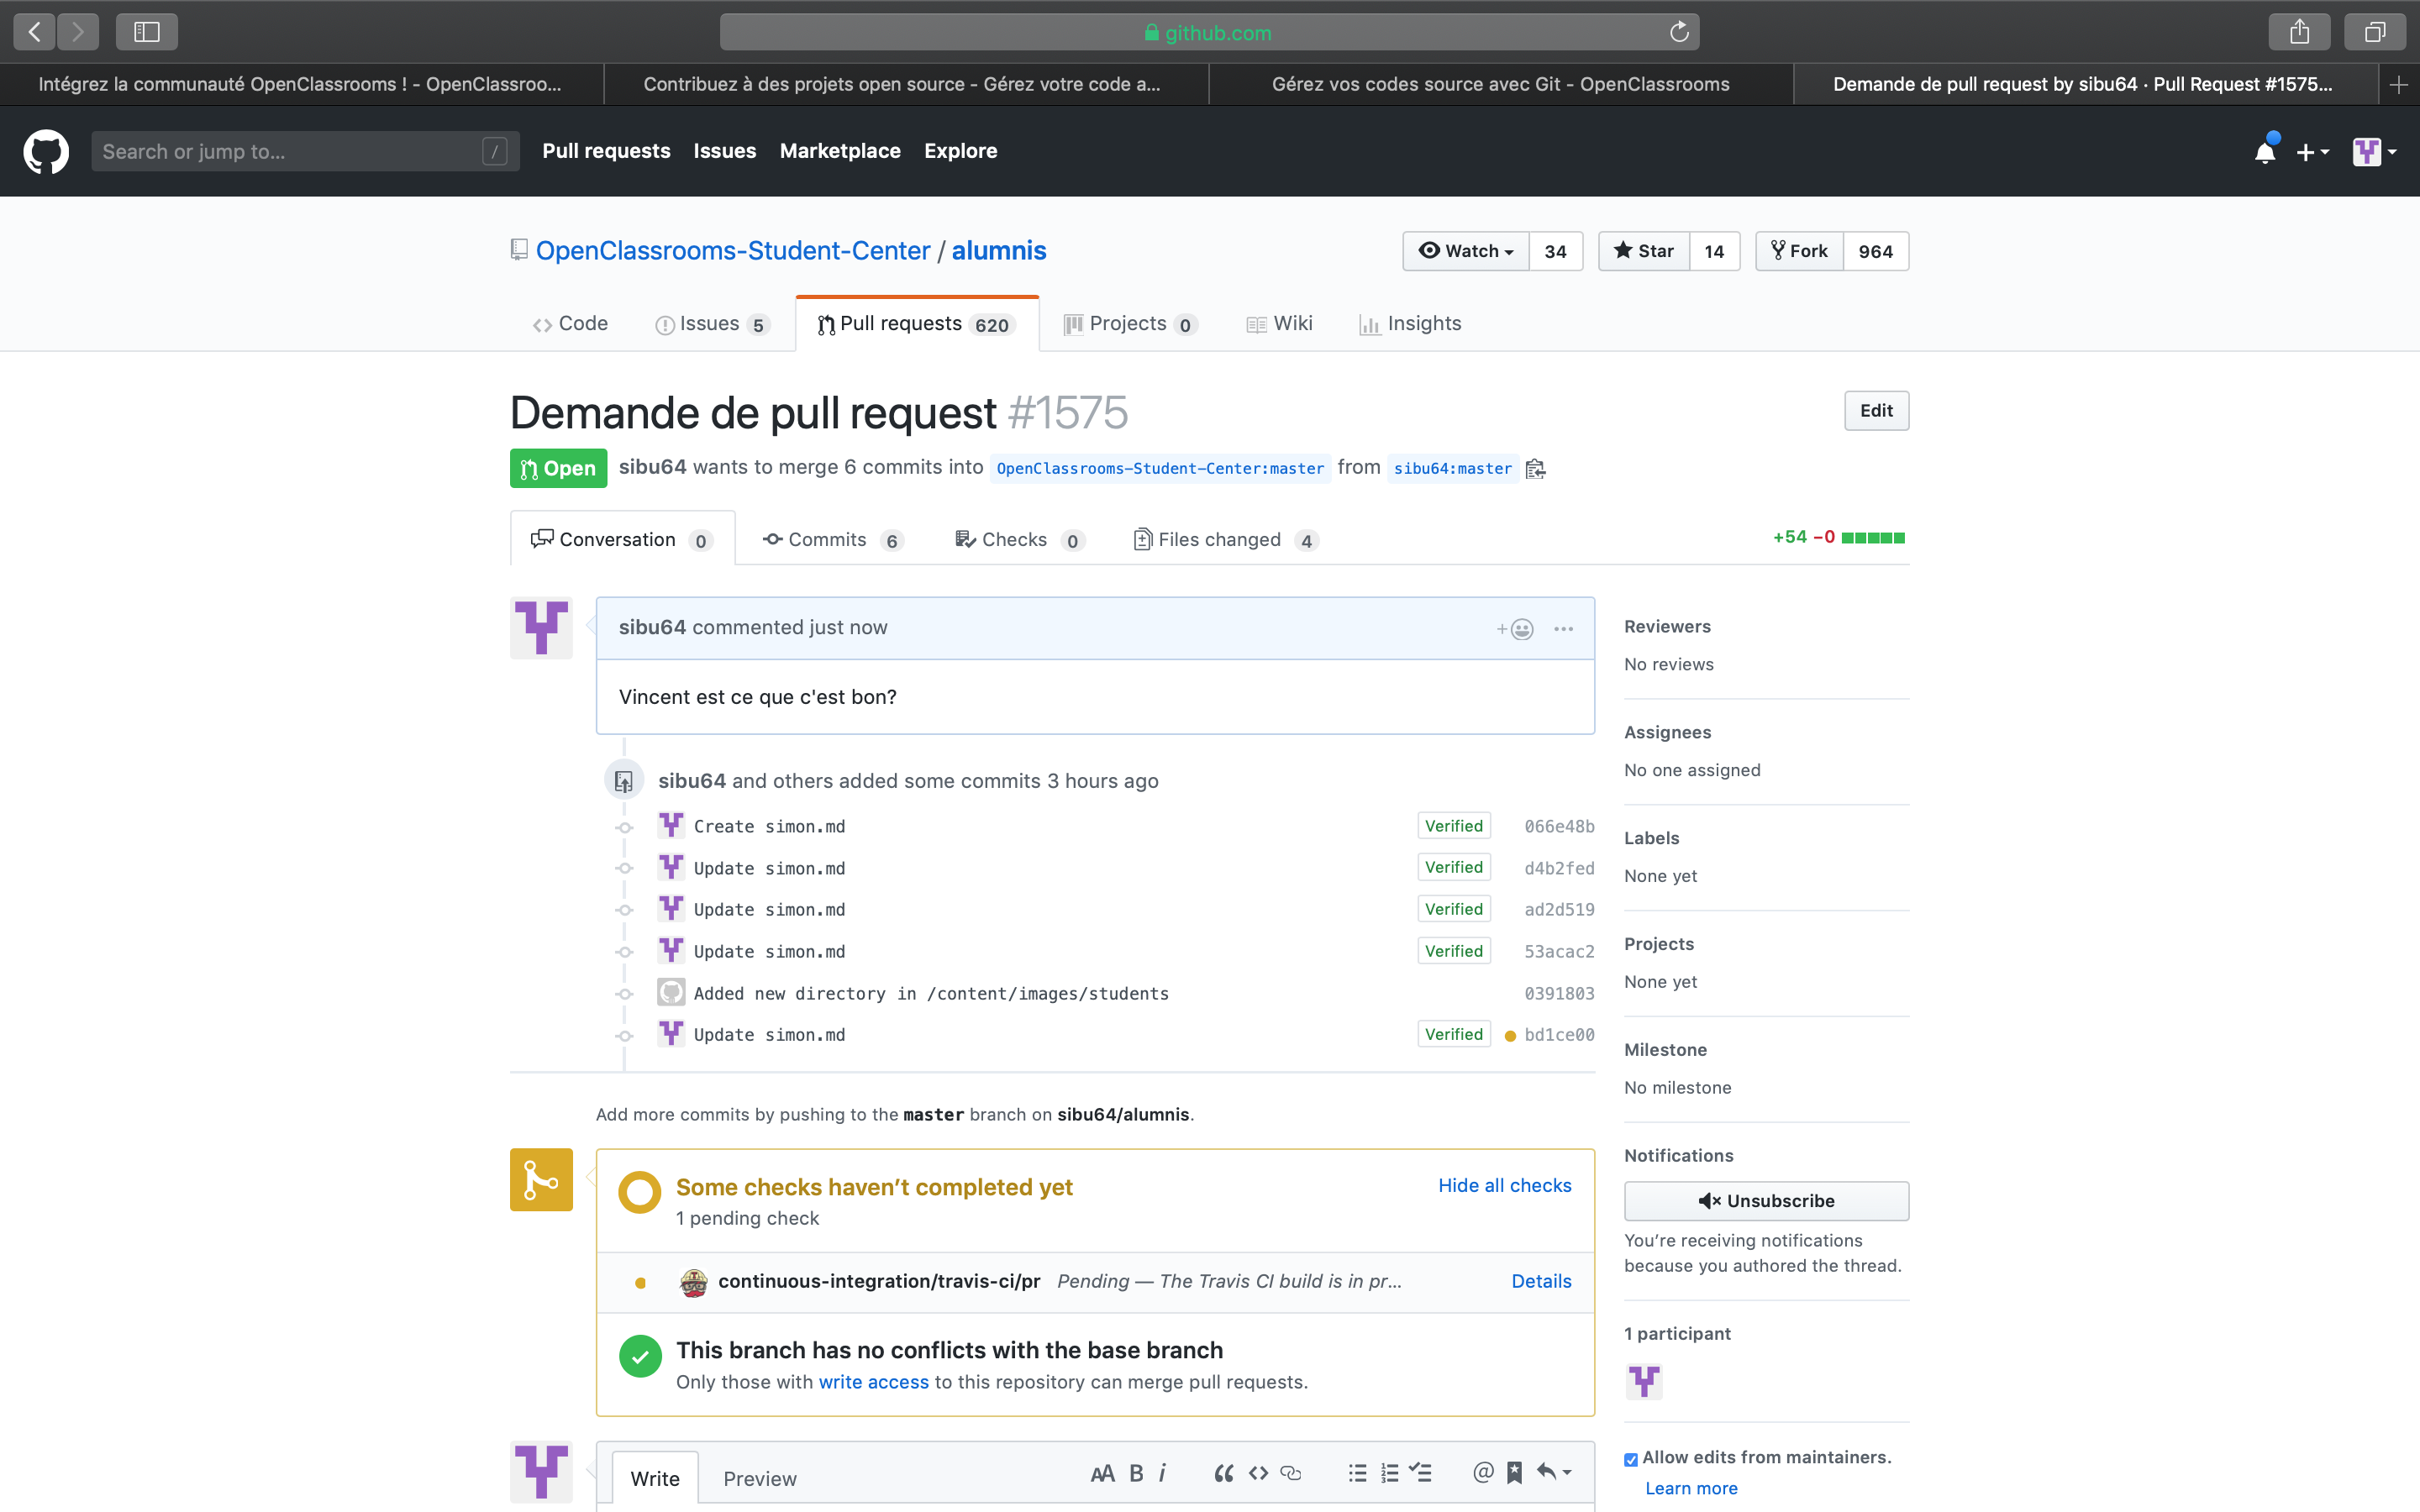 github.com
Intégrez la communauté OpenClassrooms ! - OpenClassroo...
Contribuez à des projets open source - Gérez votre code a...
Gérez vos codes source avec Git - OpenClassrooms
Demande de pull request by sibu64 · Pull Request #1575...
Search or jump to... /
Pull requests Issues Marketplace Explore
OpenClassrooms-Student-Center / alumnis
Watch 34 Star 14 Fork 964
Code Issues 5 Pull requests 620 Projects 0 Wiki Insights
Demande de pull request #1575
Edit
Open sibu64 wants to merge 6 commits into OpenClassrooms-Student-Center:master from sibu64:master
Conversation 0 Commits 6 Checks 0 Files changed 4
+54 −0
sibu64 commented just now
Vincent est ce que c'est bon?
sibu64 and others added some commits 3 hours ago
Create simon.md Verified 066e48b
Update simon.md Verified d4b2fed
Update simon.md Verified ad2d519
Update simon.md Verified 53acac2
Added new directory in /content/images/students 0391803
Update simon.md Verified bd1ce00
Add more commits by pushing to the master branch on sibu64/alumnis.
Some checks haven’t completed yet
Hide all checks
1 pending check
continuous-integration/travis-ci/pr Pending — The Travis CI build is in pr... Details
This branch has no conflicts with the base branch
Only those with write access to this repository can merge pull requests.
Write Preview
AA B i
Reviewers
No reviews
Assignees
No one assigned
Labels
None yet
Projects
None yet
Milestone
No milestone
Notifications
Unsubscribe
You’re receiving notifications
because you authored the thread.
1 participant
Allow edits from maintainers.
Learn more